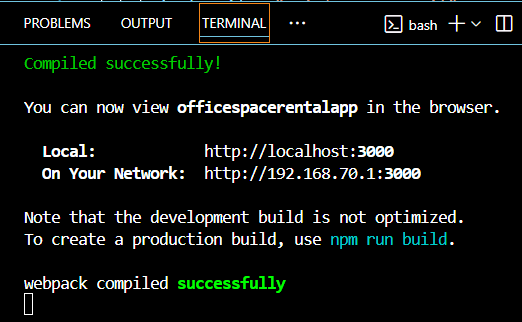 PROBLEMS OUTPUT TERMINAL ··· bash
Compiled successfully!
You can now view officespacerentalapp in the browser.
Local: http://localhost:3000
On Your Network: http://192.168.70.1:3000
Note that the development build is not optimized.
To create a production build, use npm run build.
webpack compiled successfully